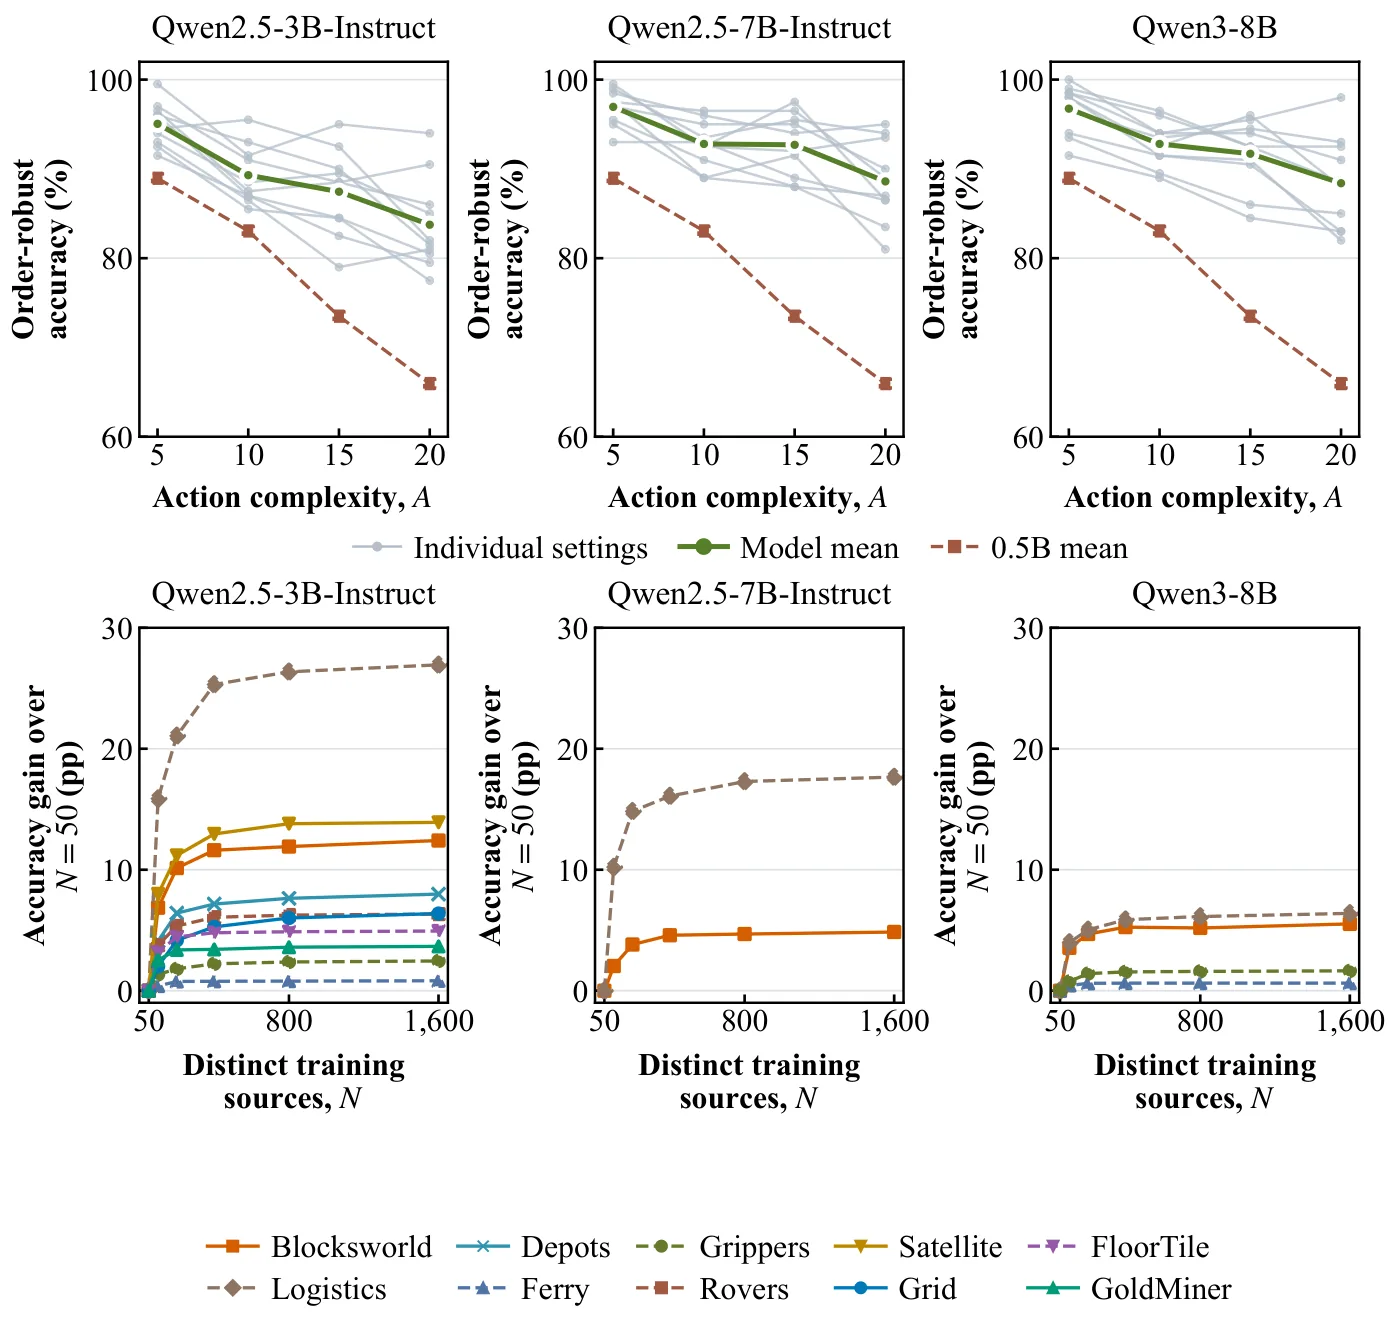 Qwen2.5-3B-Instruct
Qwen2.5-7B-Instruct
Qwen3-8B
Order-robust
accuracy (%)
100
80
60
5
10
15
20
Action complexity, A
Order-robust
accuracy (%)
100
80
60
5
10
15
20
Action complexity, A
Order-robust
accuracy (%)
100
80
60
5
10
15
20
Action complexity, A
Individual settings
Model mean
0.5B mean
Qwen2.5-3B-Instruct
Qwen2.5-7B-Instruct
Qwen3-8B
Accuracy gain over
N = 50 (pp)
30
20
10
0
50
800
1,600
Distinct training
sources, N
Accuracy gain over
N = 50 (pp)
30
20
10
0
50
800
1,600
Distinct training
sources, N
Accuracy gain over
N = 50 (pp)
30
20
10
0
50
800
1,600
Distinct training
sources, N
Blocksworld
Depots
Grippers
Satellite
FloorTile
Logistics
Ferry
Rovers
Grid
GoldMiner